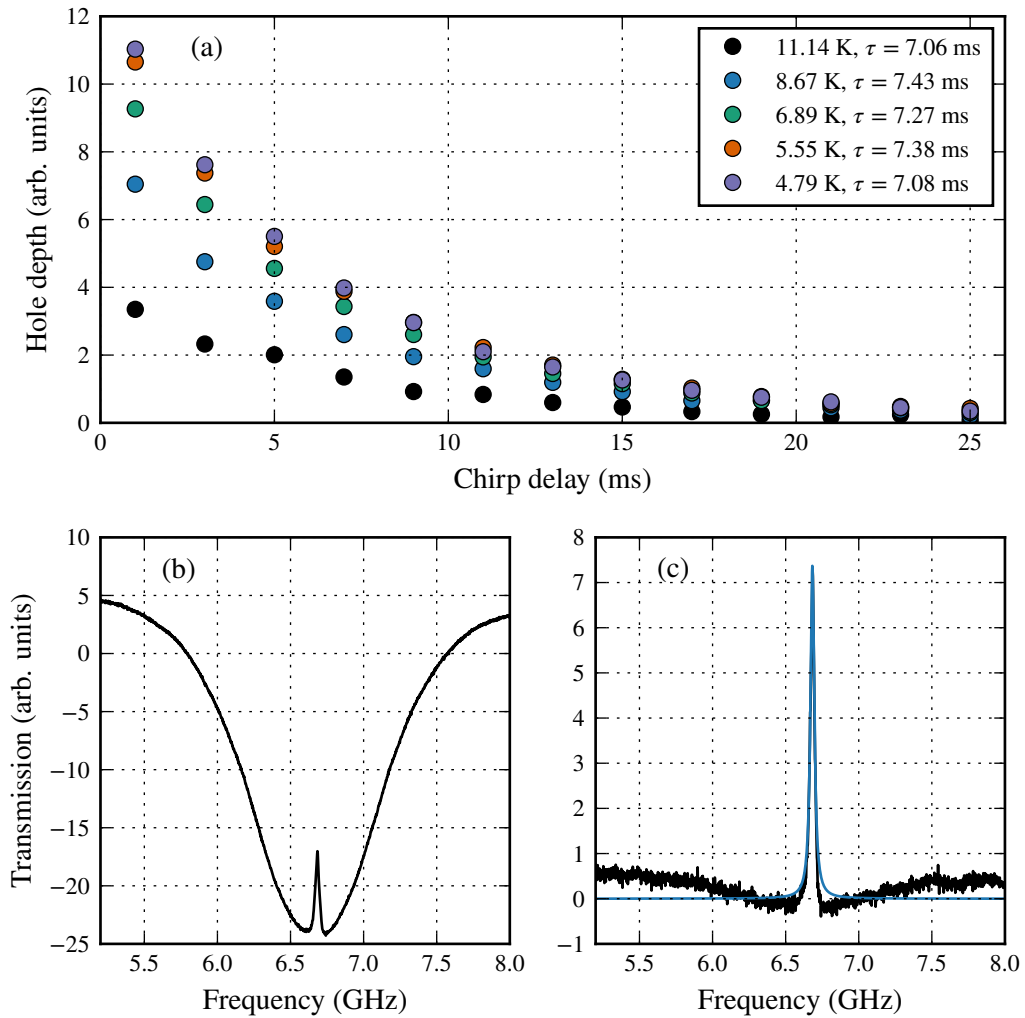 12
10
8
6
4
2
0
Hole depth (arb. units)
(a)
11.14 K, τ = 7.06 ms
8.67 K, τ = 7.43 ms
6.89 K, τ = 7.27 ms
5.55 K, τ = 7.38 ms
4.79 K, τ = 7.08 ms
0 5 10 15 20 25
Chirp delay (ms)
10
5
0
−5
−10
−15
−20
−25
Transmission (arb. units)
(b)
5.5 6.0 6.5 7.0 7.5 8.0
Frequency (GHz)
8
7
6
5
4
3
2
1
0
−1
(c)
5.5 6.0 6.5 7.0 7.5 8.0
Frequency (GHz)